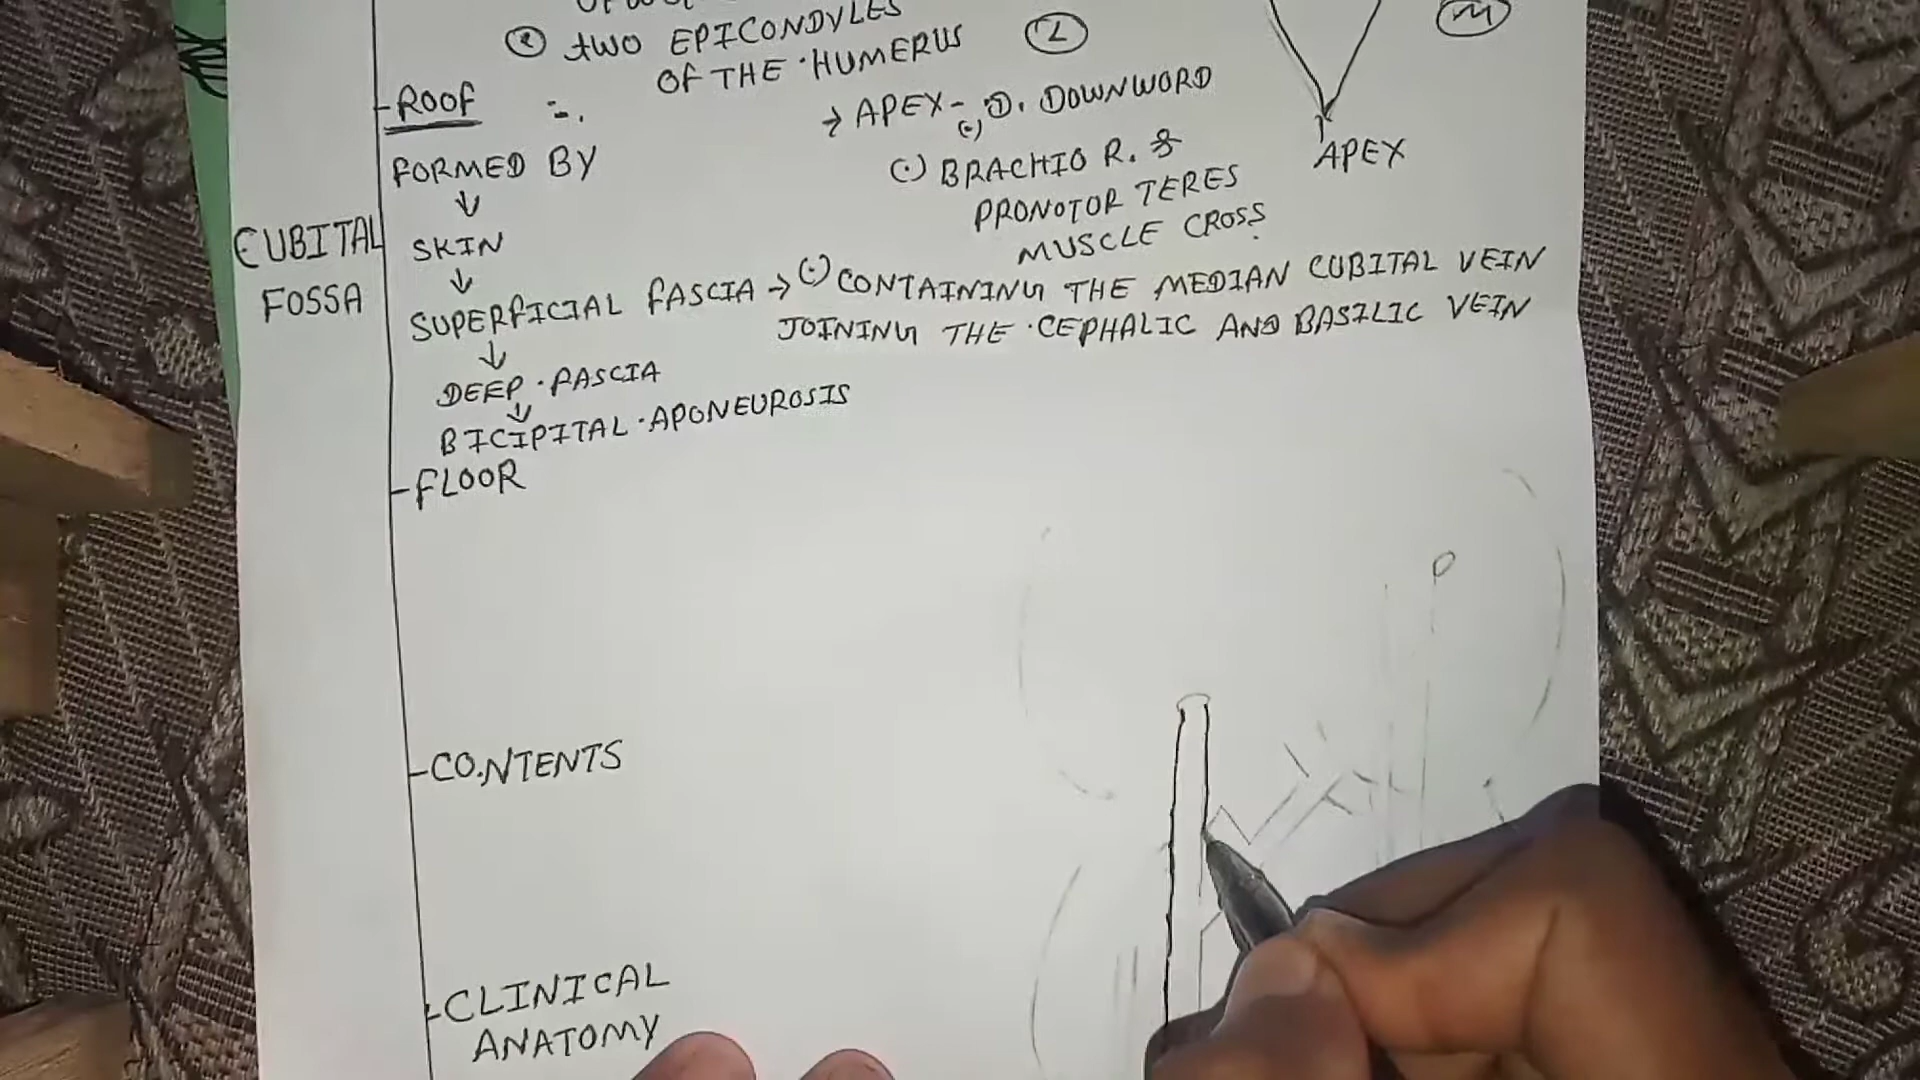 ② TWO EPICONDYLES
OF THE HUMERUS
L
M
ROOF :-.
→ APEX - ①. DOWNWORD
APEX
FORMED BY
↓
(·) BRACHIO R. &
PRONOTOR TERES
MUSCLE CROSS
CUBITAL
FOSSA
SKIN
↓
SUPERFICIAL FASCIA → (·) CONTAINING THE MEDIAN CUBITAL VEIN
JOINING THE CEPHALIC AND BASILIC VEIN
↓
DEEP FASCIA
↓
BICIPITAL APONEUROSIS
FLOOR
CONTENTS
CLINICAL
ANATOMY